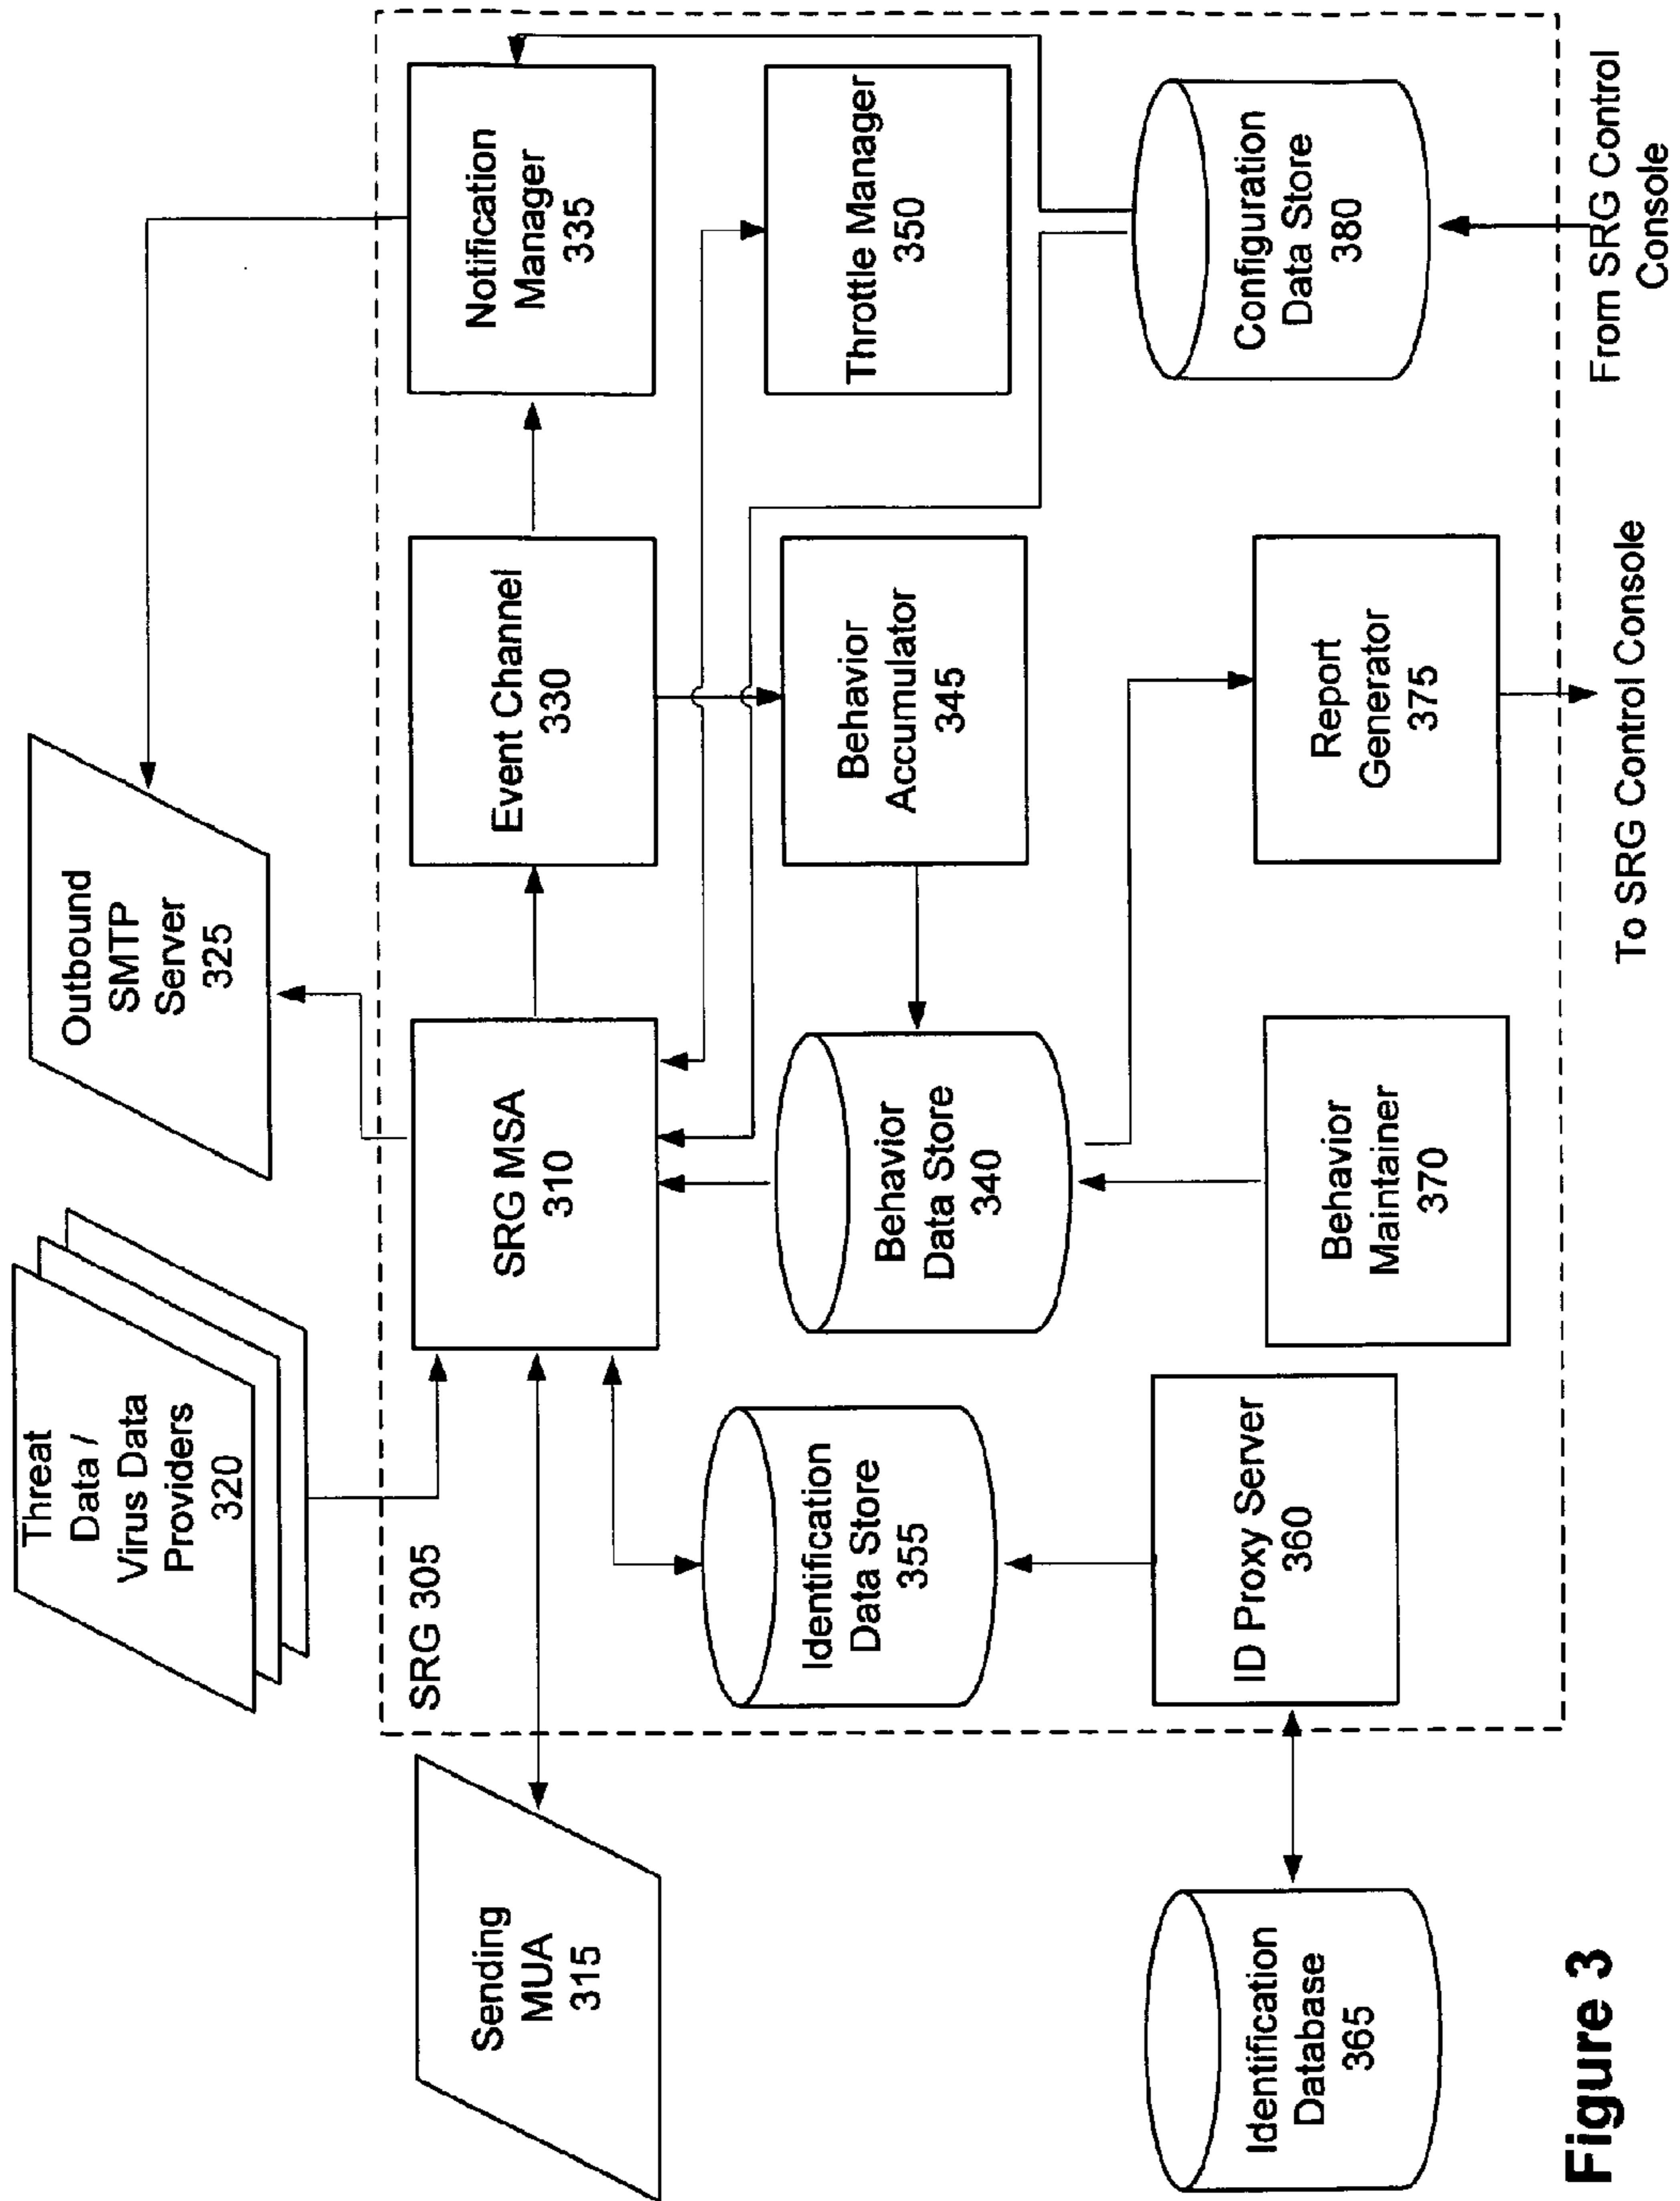 Threat
Data /
Virus Data
Providers
320
Outbound
SMTP
Server
325
SRG 305
Sending
MUA
315
SRG MSA
310
Event Channel
330
Notification
Manager
335
Identification
Data Store
355
Behavior
Data Store
340
Behavior
Accumulator
345
Throttle Manager
350
Identification
Database
365
ID Proxy Server
360
Behavior
Maintainer
370
Report
Generator
375
Configuration
Data Store
380
To SRG Control Console
From SRG Control
Console
Figure 3